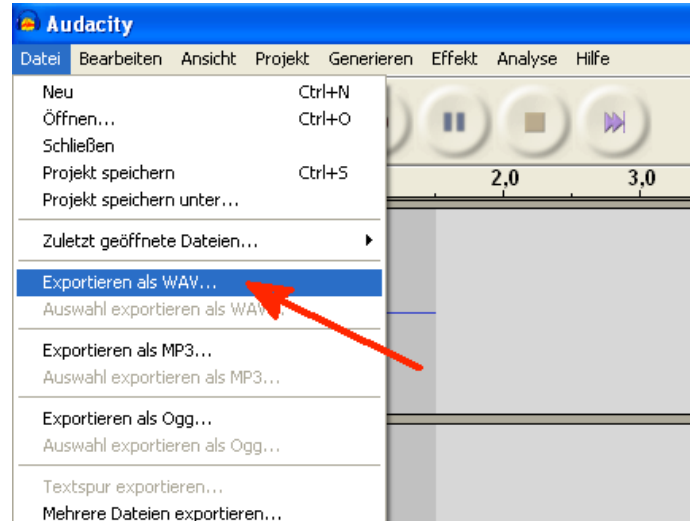 Audacity
Datei Bearbeiten Ansicht Projekt Generieren Effekt Analyse Hilfe
Neu Ctrl+N
Öffnen... Ctrl+O
Schließen
Projekt speichern Ctrl+S
Projekt speichern unter...
2,0 3,0
Zuletzt geöffnete Dateien...
Exportieren als WAV...
Auswahl exportieren als WAV...
Exportieren als MP3...
Auswahl exportieren als MP3...
Exportieren als Ogg...
Auswahl exportieren als Ogg...
Textspur exportieren...
Mehrere Dateien exportieren...